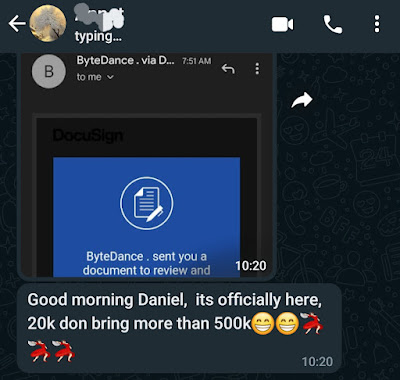 typing...
ByteDance . via D... 7:51 AM
B
to me
DocuSign
ByteDance . sent you a
document to review and
10:20
Good morning Daniel,  its officially here,
20k don bring more than 500k😁😁💃
💃💃
10:20